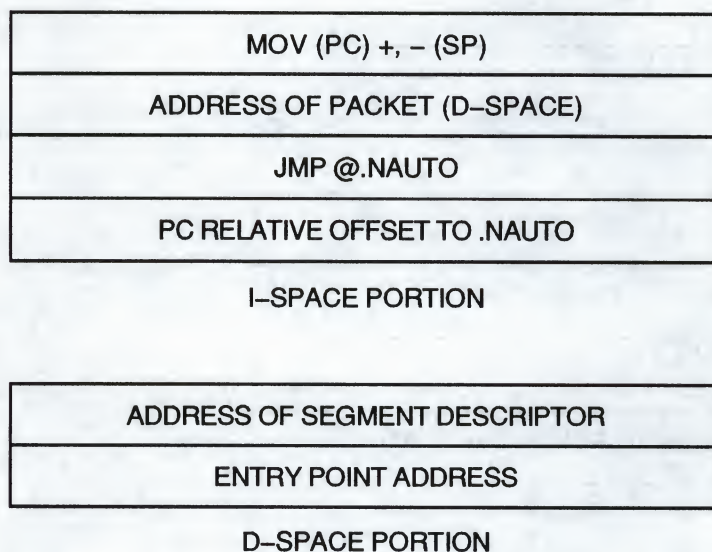 MOV (PC) +, – (SP)
ADDRESS OF PACKET (D–SPACE)
JMP @.NAUTO
PC RELATIVE OFFSET TO .NAUTO
I–SPACE PORTION
ADDRESS OF SEGMENT DESCRIPTOR
ENTRY POINT ADDRESS
D–SPACE PORTION